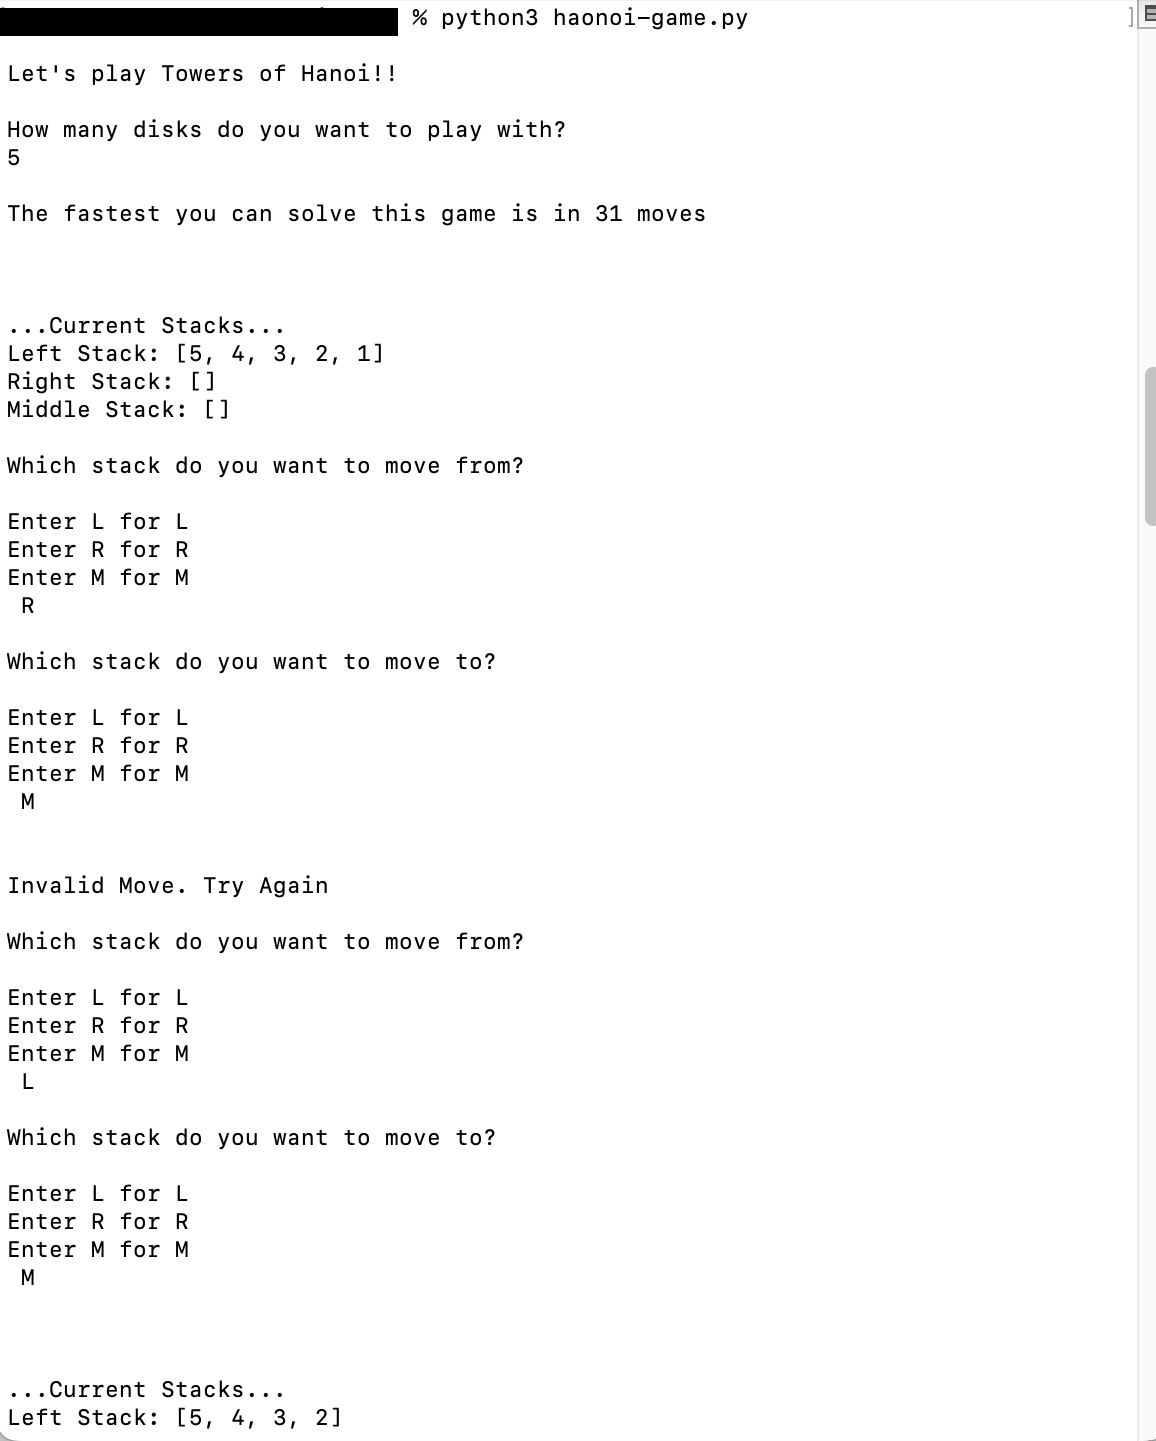 % python3 haonoi-game.py
Let's play Towers of Hanoi!!
How many disks do you want to play with?
5
The fastest you can solve this game is in 31 moves
...Current Stacks...
Left Stack: [5, 4, 3, 2, 1]
Right Stack: []
Middle Stack: []
Which stack do you want to move from?
Enter L for L
Enter R for R
Enter M for M
R
Which stack do you want to move to?
Enter L for L
Enter R for R
Enter M for M
M
Invalid Move. Try Again
Which stack do you want to move from?
Enter L for L
Enter R for R
Enter M for M
L
Which stack do you want to move to?
Enter L for L
Enter R for R
Enter M for M
M
...Current Stacks...
Left Stack: [5, 4, 3, 2]